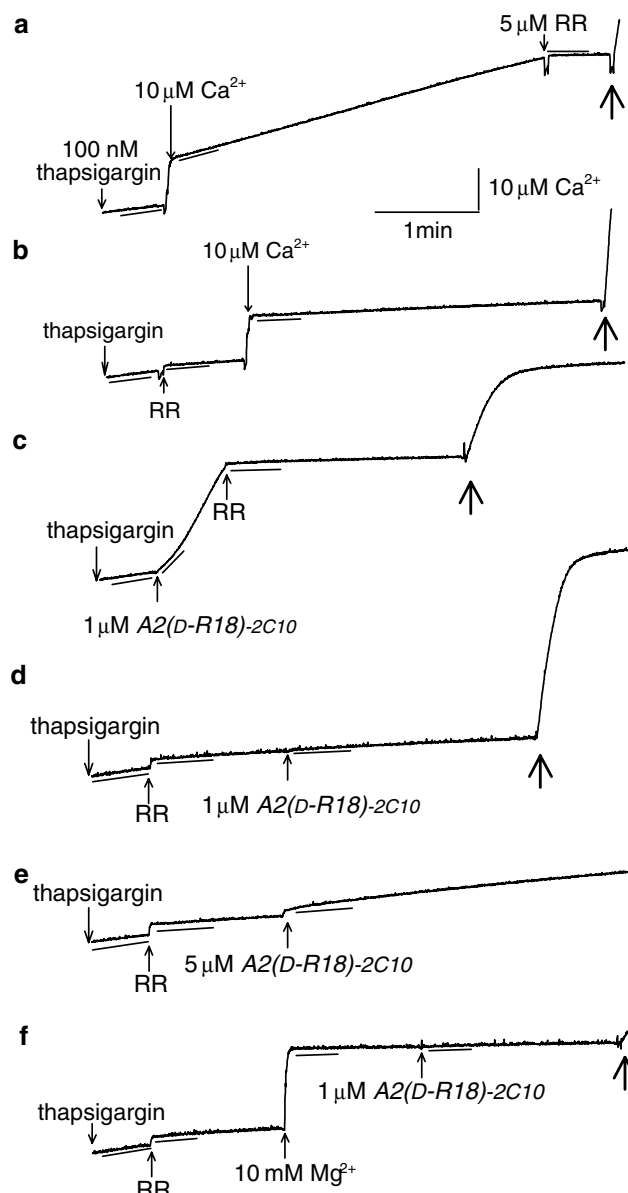 a
5 µM RR
10 µM Ca²⁺
100 nM
thapsigargin
10 µM Ca²⁺
1min
b
10 µM Ca²⁺
thapsigargin
RR
c
RR
thapsigargin
1 µM A2(D-R18)-2C10
d
thapsigargin
RR
1 µM A2(D-R18)-2C10
e
thapsigargin
RR
5 µM A2(D-R18)-2C10
f
thapsigargin
1 µM A2(D-R18)-2C10
RR
10 mM Mg²⁺